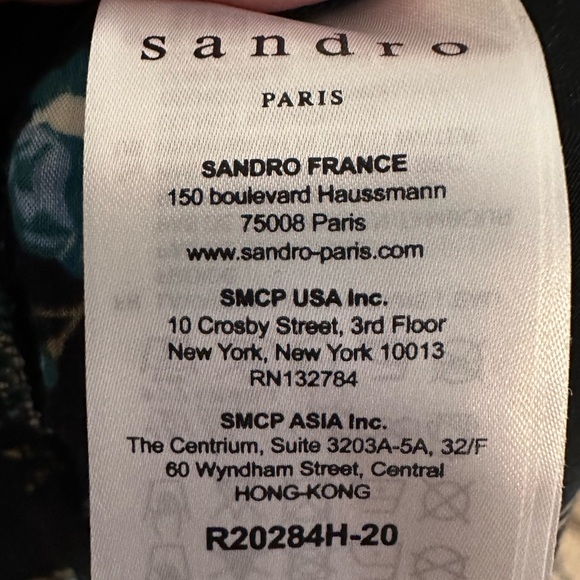 sandro
PARIS
SANDRO FRANCE
150 boulevard Haussmann
75008 Paris
www.sandro-paris.com
SMCP USA Inc.
10 Crosby Street, 3rd Floor
New York, New York 10013
RN132784
SMCP ASIA Inc.
The Centrium, Suite 3203A-5A, 32/F
60 Wyndham Street, Central
HONG-KONG
R20284H-20